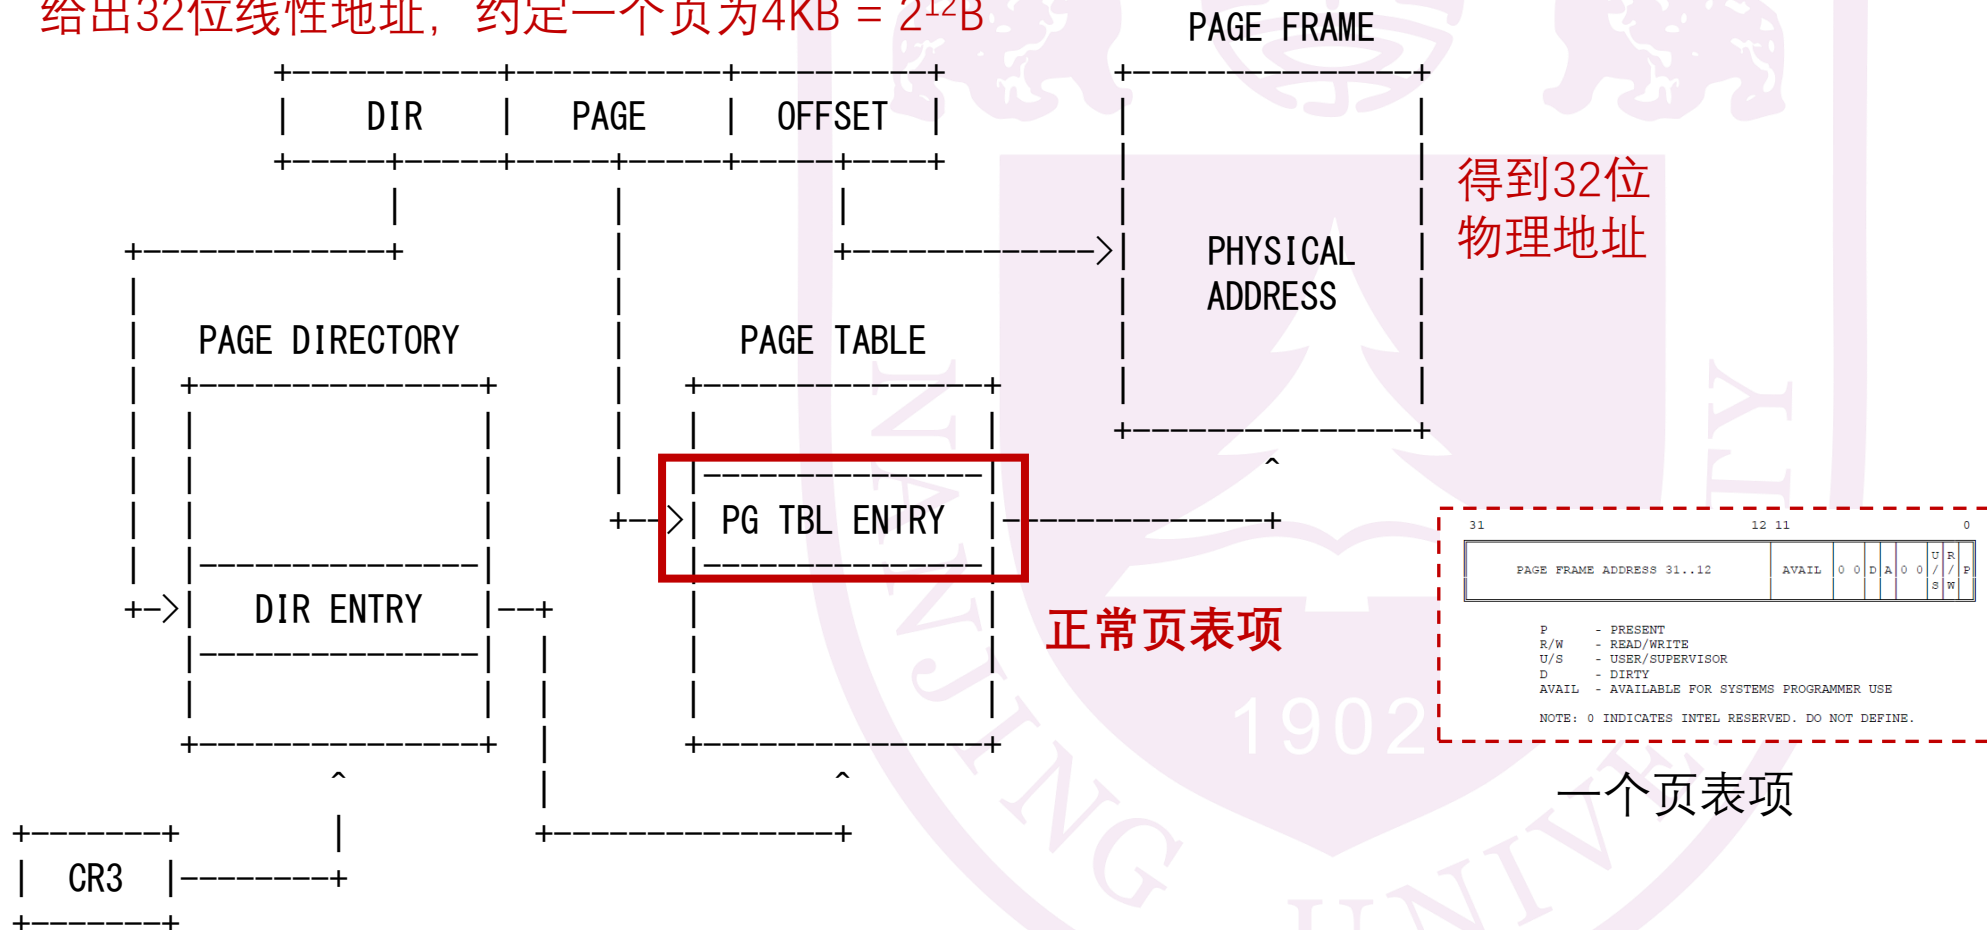 给出32位线性地址，约定一个页为4KB = 2¹²B
PAGE FRAME
DIR | PAGE | OFFSET
得到32位
物理地址
PHYSICAL
ADDRESS
PAGE DIRECTORY
PAGE TABLE
PG TBL ENTRY
DIR ENTRY
正常页表项
CR3
31 12 11 0
PAGE FRAME ADDRESS 31..12 AVAIL 0 0 D A 0 0 U/S R/W P
P - PRESENT
R/W - READ/WRITE
U/S - USER/SUPERVISOR
D - DIRTY
AVAIL - AVAILABLE FOR SYSTEMS PROGRAMMER USE
NOTE: 0 INDICATES INTEL RESERVED. DO NOT DEFINE.
一个页表项
1902
NANJING UNIVE
TY